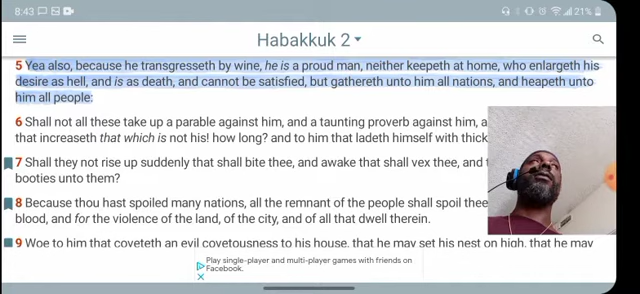 8:43 21%
Habakkuk 2
5 Yea also, because he transgresseth by wine, he is a proud man, neither keepeth at home, who enlargeth his
desire as hell, and is as death, and cannot be satisfied, but gathereth unto him all nations, and heapeth unto
him all people:
6 Shall not all these take up a parable against him, and a taunting proverb against him, a
that increaseth that which is not his! how long? and to him that ladeth himself with thick
7 Shall they not rise up suddenly that shall bite thee, and awake that shall vex thee, and
booties unto them?
8 Because thou hast spoiled many nations, all the remnant of the people shall spoil thee
blood, and for the violence of the land, of the city, and of all that dwell therein.
9 Woe to him that coveteth an evil covetousness to his house, that he may set his nest on high, that he may
Play single-player and multi-player games with friends on
Facebook.